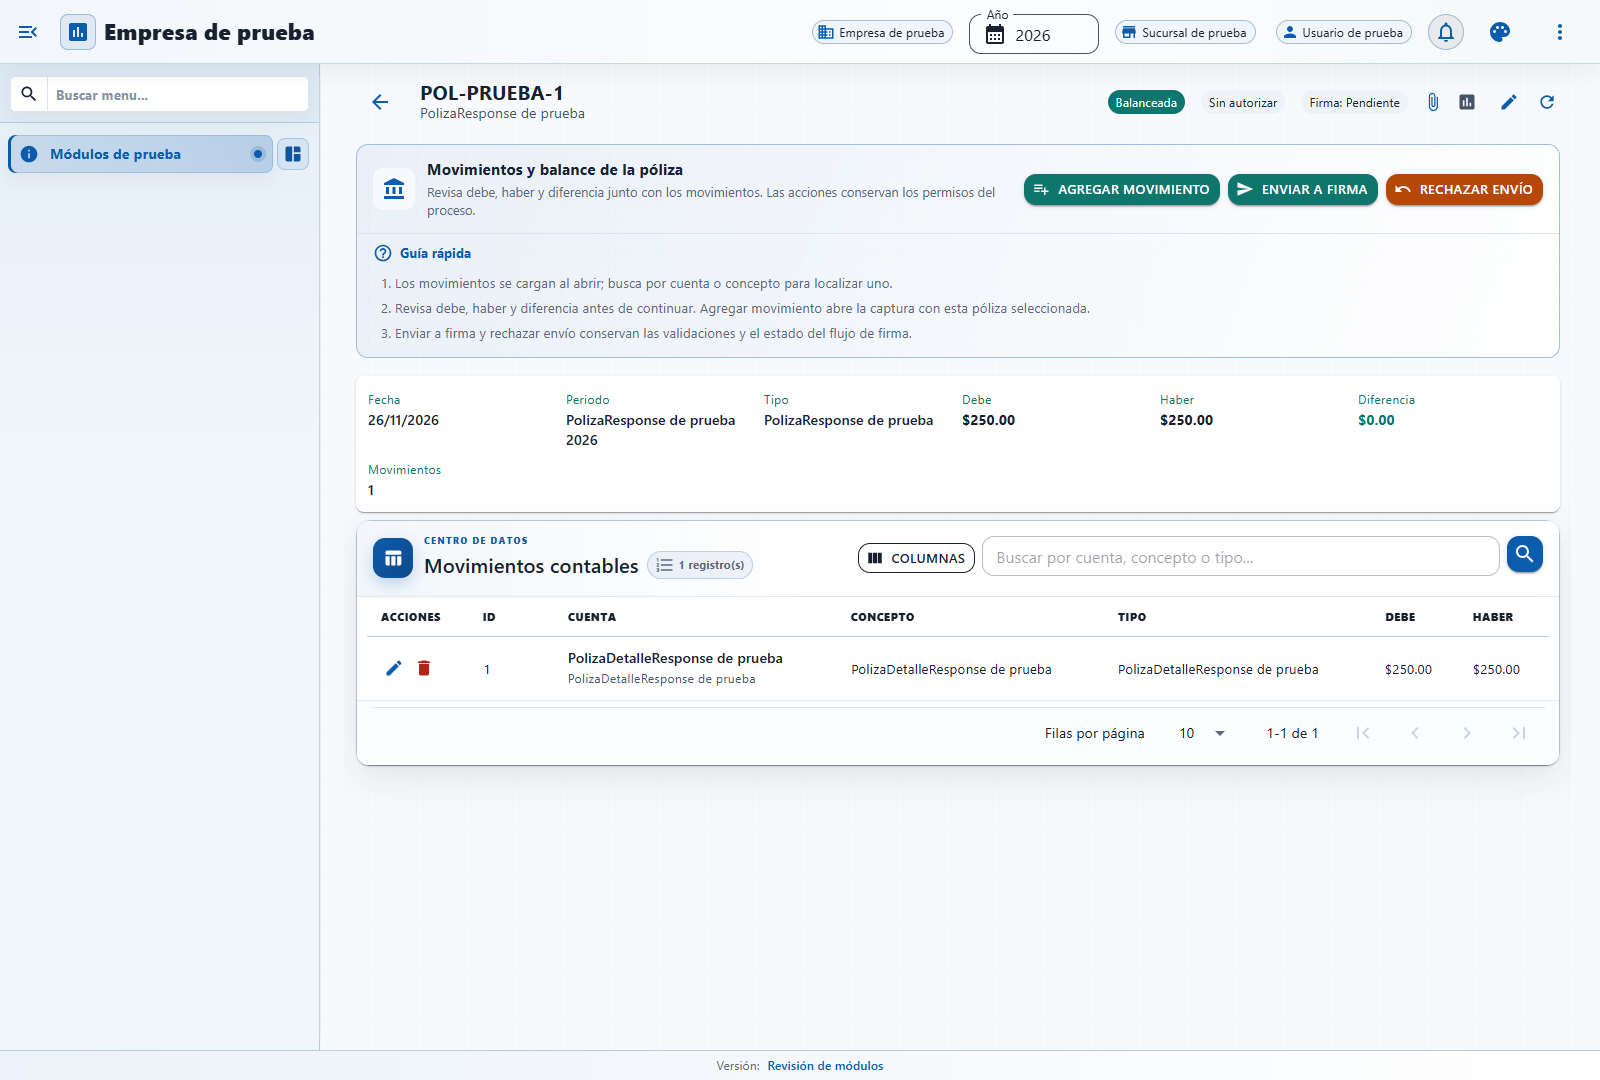 Empresa de prueba
Empresa de prueba
Año
2026
Sucursal de prueba
Usuario de prueba
Buscar menu...
Módulos de prueba
POL-PRUEBA-1
PolizaResponse de prueba
Balanceada
Sin autorizar
Firma: Pendiente
Movimientos y balance de la póliza
Revisa debe, haber y diferencia junto con los movimientos. Las acciones conservan los permisos del
proceso.
AGREGAR MOVIMIENTO
ENVIAR A FIRMA
RECHAZAR ENVÍO
Guía rápida
1. Los movimientos se cargan al abrir; busca por cuenta o concepto para localizar uno.
2. Revisa debe, haber y diferencia antes de continuar. Agregar movimiento abre la captura con esta póliza seleccionada.
3. Enviar a firma y rechazar envío conservan las validaciones y el estado del flujo de firma.
Fecha
26/11/2026
Periodo
PolizaResponse de prueba
2026
Tipo
PolizaResponse de prueba
Debe
$250.00
Haber
$250.00
Diferencia
$0.00
Movimientos
1
CENTRO DE DATOS
Movimientos contables
1 registro(s)
COLUMNAS
Buscar por cuenta, concepto o tipo...
ACCIONES ID CUENTA CONCEPTO TIPO DEBE HABER
1
PolizaDetalleResponse de prueba
PolizaDetalleResponse de prueba
PolizaDetalleResponse de prueba
PolizaDetalleResponse de prueba
$250.00
$250.00
Filas por página 10 1-1 de 1
Versión: Revisión de módulos